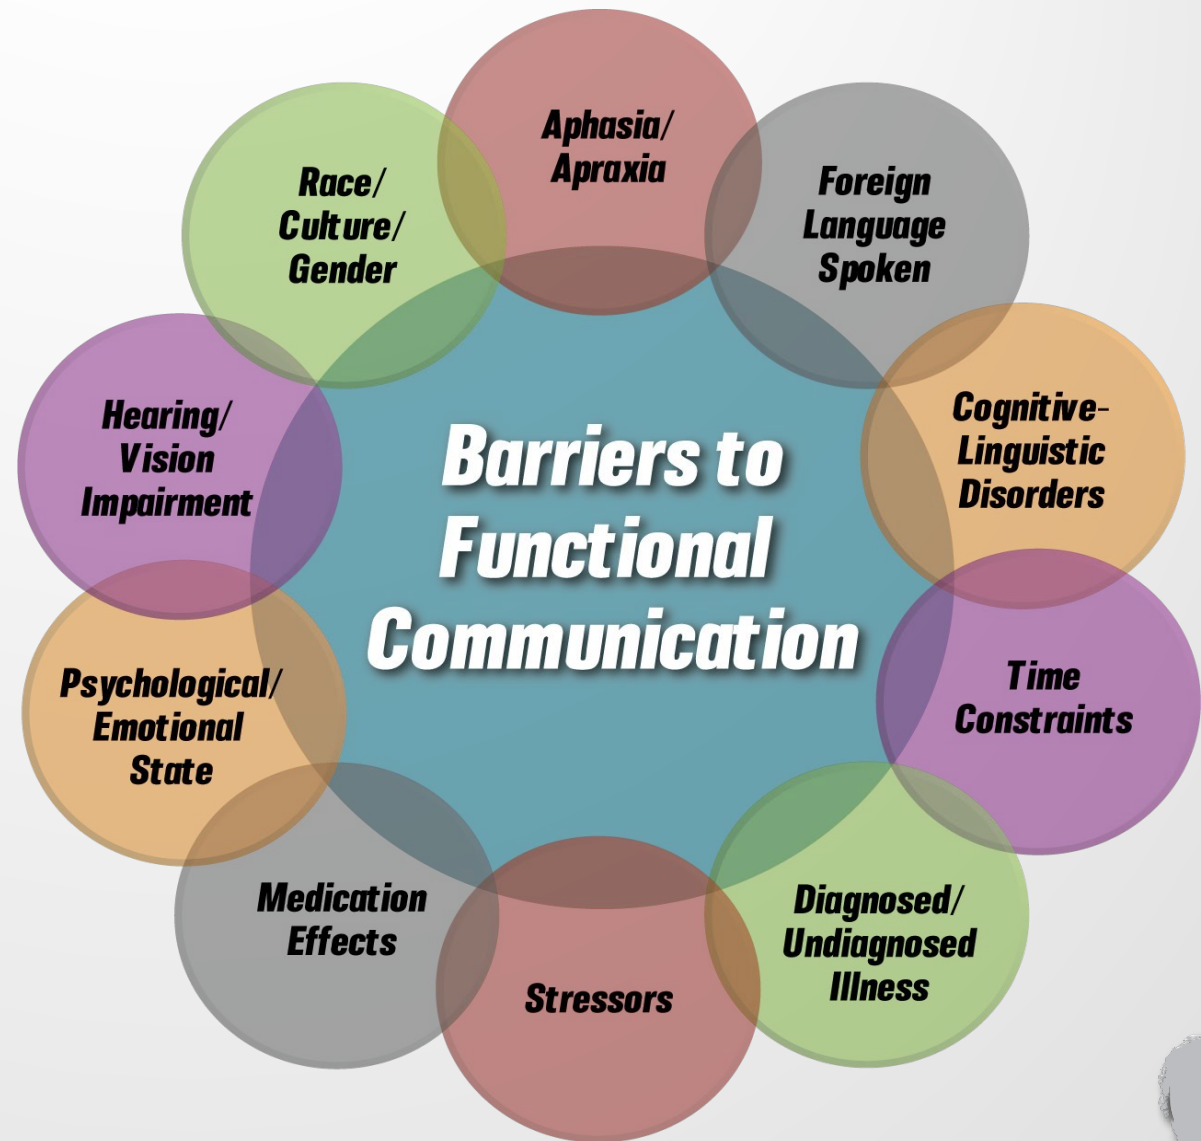 Aphasia/
Apraxia
Foreign
Language
Spoken
Cognitive-
Linguistic
Disorders
Time
Constraints
Diagnosed/
Undiagnosed
Illness
Stressors
Medication
Effects
Psychological/
Emotional
State
Hearing/
Vision
Impairment
Race/
Culture/
Gender
Barriers to
Functional
Communication